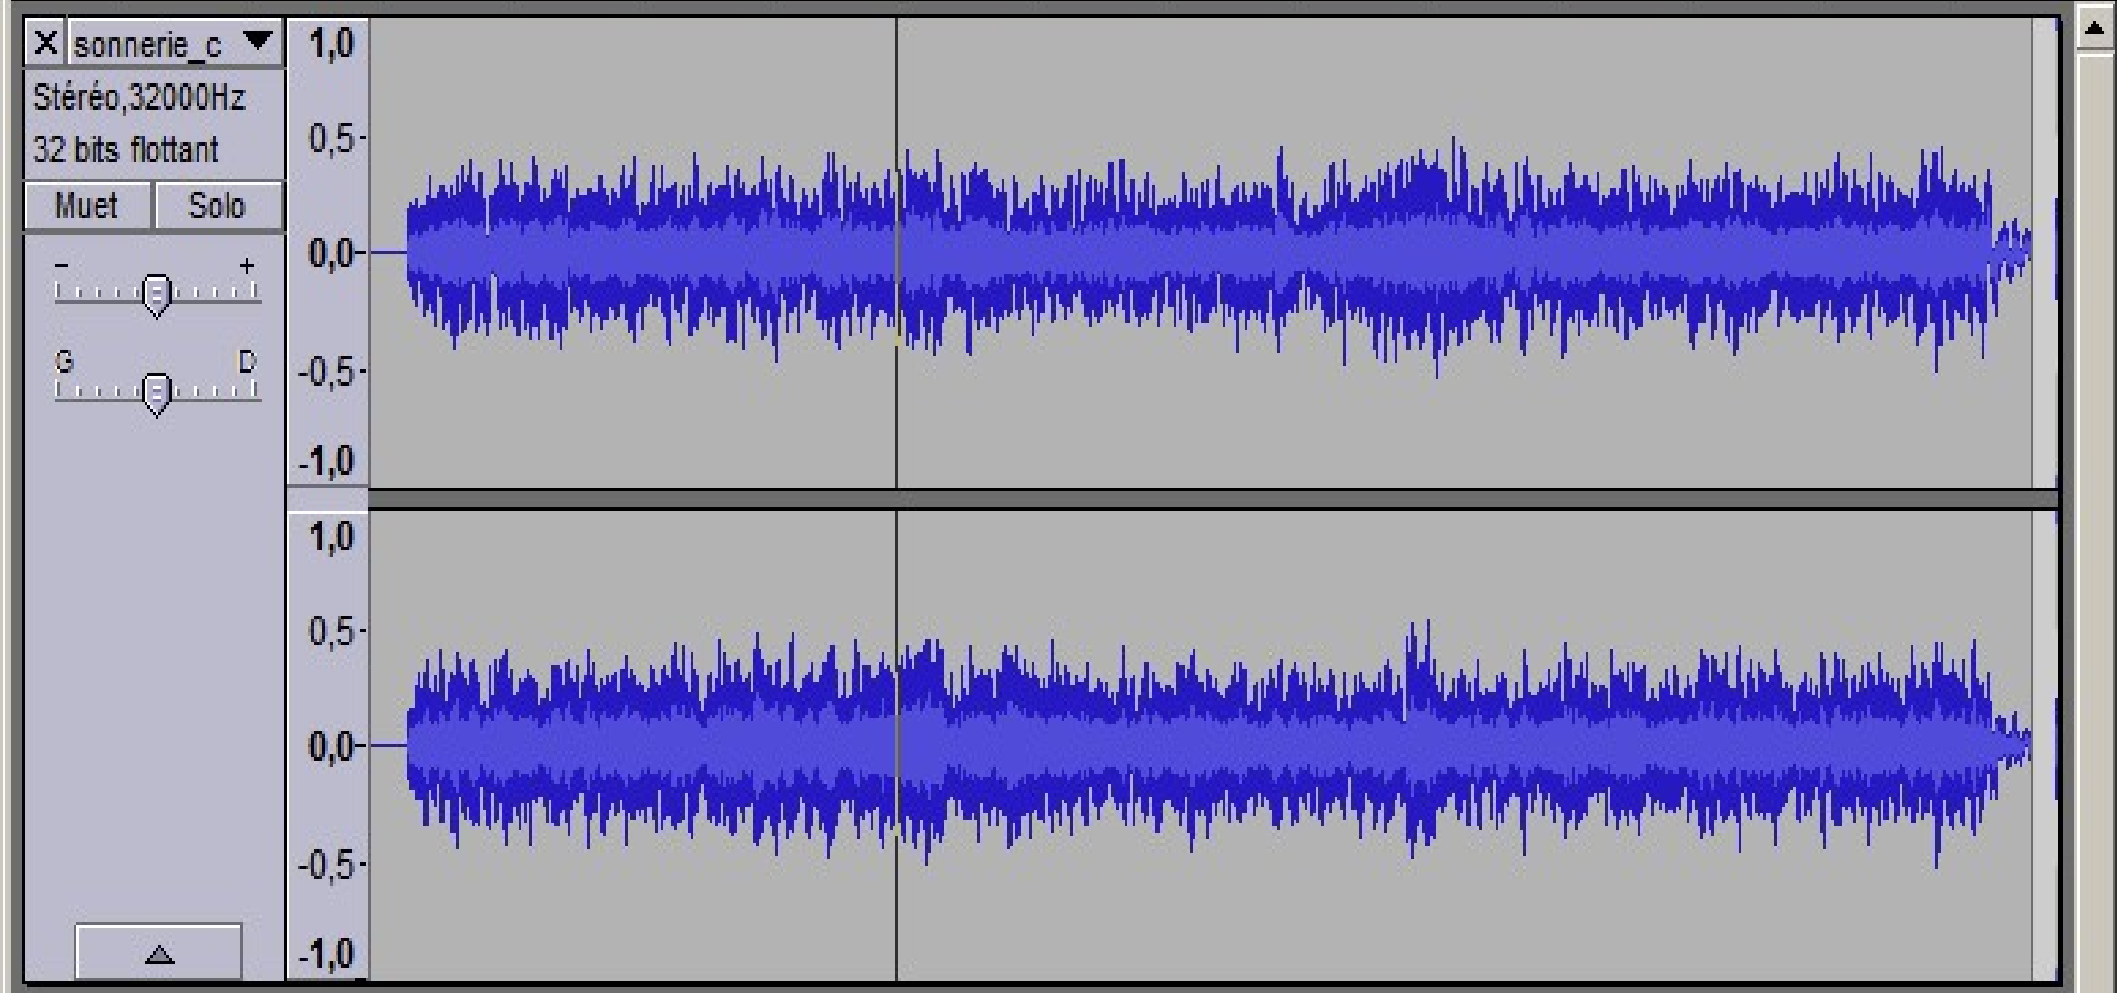 X sonnerie_c
Stéréo,32000Hz
32 bits flottant
Muet Solo
- +
G D
1,0
0,5-
0,0-
-0,5-
-1,0
1,0
0,5-
0,0-
-0,5-
-1,0